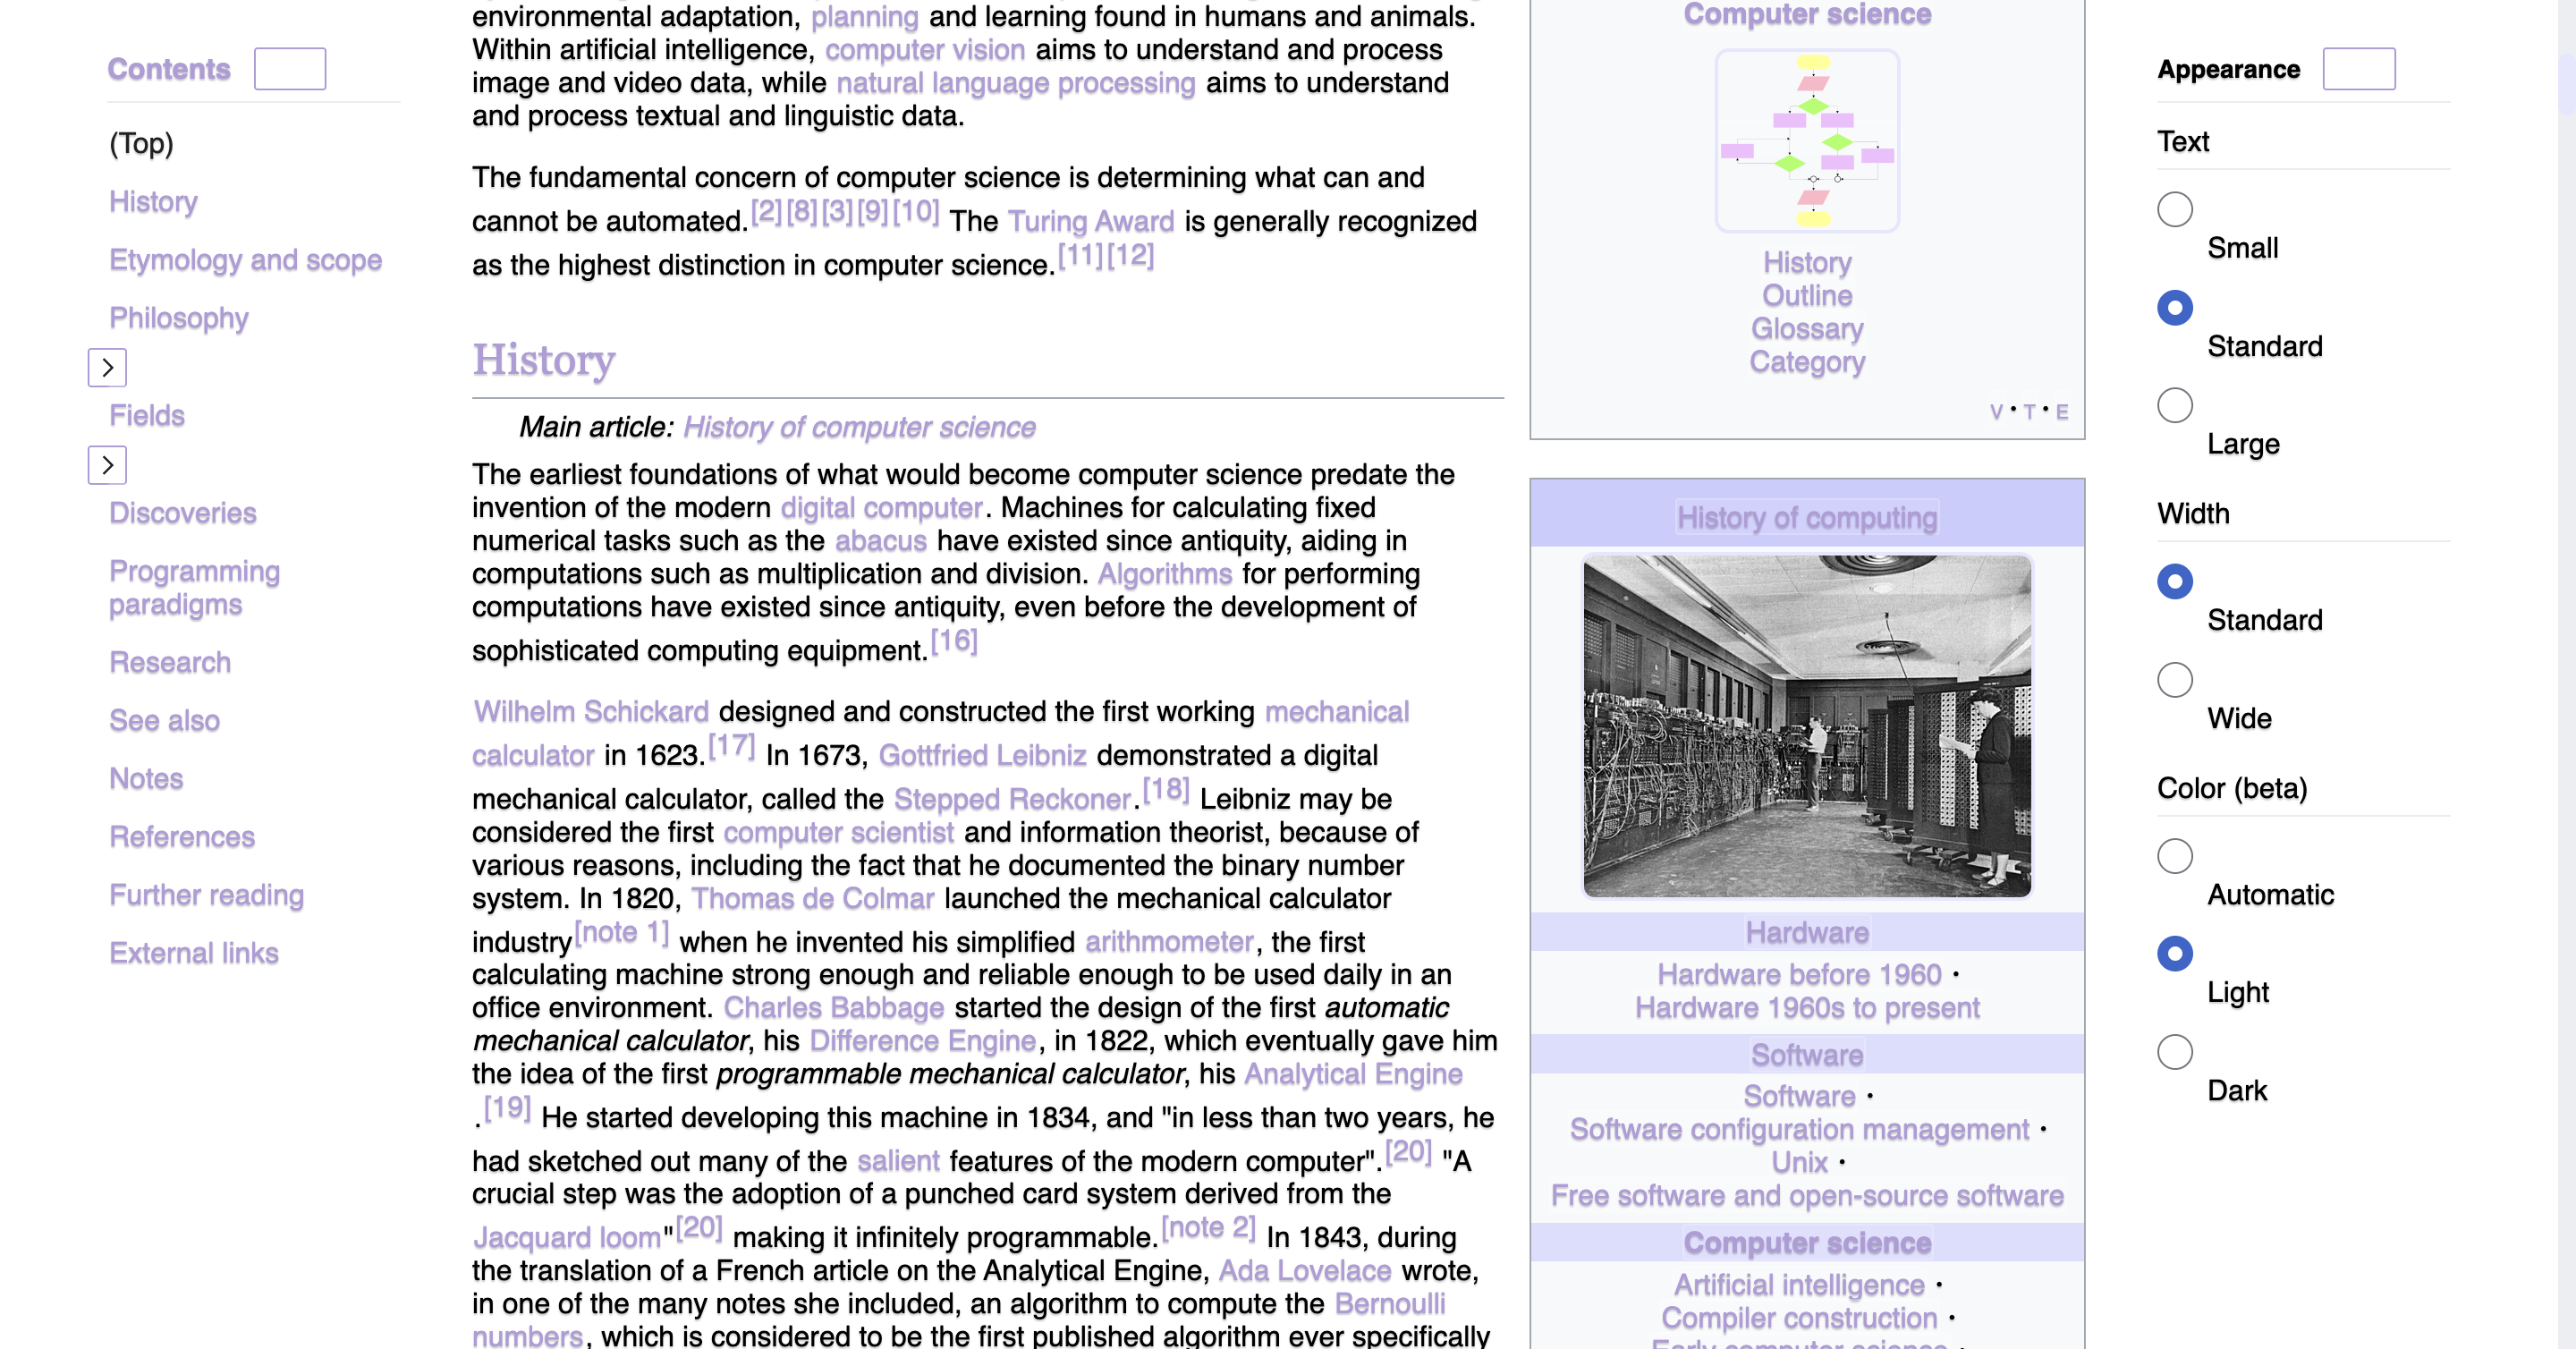 Contents
(Top)
History
Etymology and scope
Philosophy
Fields
Discoveries
Programming
paradigms
Research
See also
Notes
References
Further reading
External links
environmental adaptation, planning and learning found in humans and animals.
Within artificial intelligence, computer vision aims to understand and process
image and video data, while natural language processing aims to understand
and process textual and linguistic data.
The fundamental concern of computer science is determining what can and
cannot be automated.[2][8][3][9][10] The Turing Award is generally recognized
as the highest distinction in computer science.[11][12]
History
Main article: History of computer science
The earliest foundations of what would become computer science predate the
invention of the modern digital computer. Machines for calculating fixed
numerical tasks such as the abacus have existed since antiquity, aiding in
computations such as multiplication and division. Algorithms for performing
computations have existed since antiquity, even before the development of
sophisticated computing equipment.[16]
Wilhelm Schickard designed and constructed the first working mechanical
calculator in 1623.[17] In 1673, Gottfried Leibniz demonstrated a digital
mechanical calculator, called the Stepped Reckoner.[18] Leibniz may be
considered the first computer scientist and information theorist, because of
various reasons, including the fact that he documented the binary number
system. In 1820, Thomas de Colmar launched the mechanical calculator
industry[note 1] when he invented his simplified arithmometer, the first
calculating machine strong enough and reliable enough to be used daily in an
office environment. Charles Babbage started the design of the first automatic
mechanical calculator, his Difference Engine, in 1822, which eventually gave him
the idea of the first programmable mechanical calculator, his Analytical Engine
.[19] He started developing this machine in 1834, and "in less than two years, he
had sketched out many of the salient features of the modern computer".[20] "A
crucial step was the adoption of a punched card system derived from the
Jacquard loom"[20] making it infinitely programmable.[note 2] In 1843, during
the translation of a French article on the Analytical Engine, Ada Lovelace wrote,
in one of the many notes she included, an algorithm to compute the Bernoulli
numbers, which is considered to be the first published algorithm ever specifically
Computer science
History
Outline
Glossary
Category
V • T • E
History of computing
Hardware
Hardware before 1960 •
Hardware 1960s to present
Software
Software •
Software configuration management •
Unix •
Free software and open-source software
Computer science
Artificial intelligence •
Compiler construction •
Early computer science •
Appearance
Text
Small
Standard
Large
Width
Standard
Wide
Color (beta)
Automatic
Light
Dark